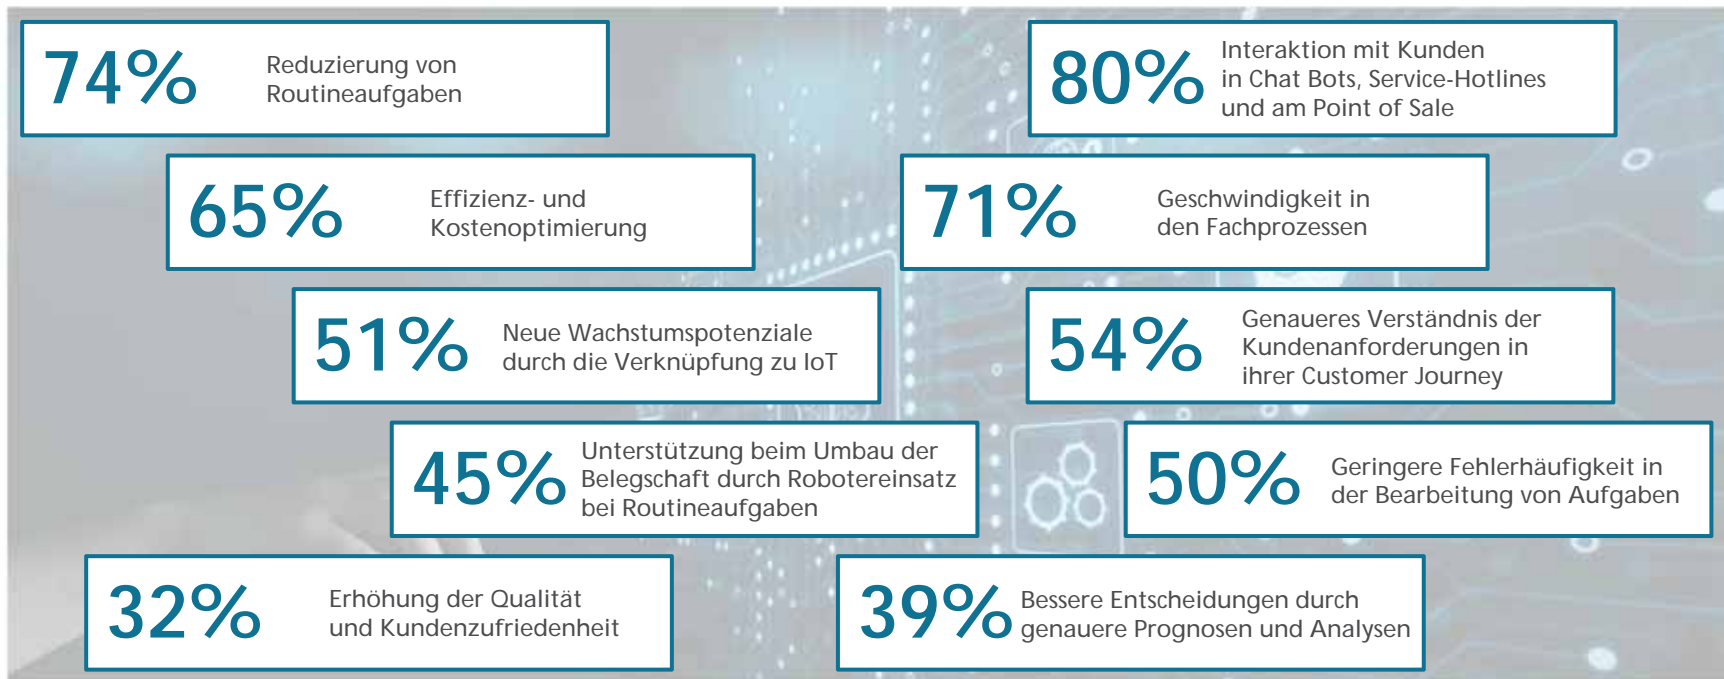 74%
Reduzierung von
Routineaufgaben
80%
Interaktion mit Kunden
in Chat Bots, Service-Hotlines
und am Point of Sale
65%
Effizienz- und
Kostenoptimierung
71%
Geschwindigkeit in
den Fachprozessen
51%
Neue Wachstumspotenziale
durch die Verknüpfung zu IoT
54%
Genaueres Verständnis der
Kundenanforderungen in
ihrer Customer Journey
45%
Unterstützung beim Umbau der
Belegschaft durch Robotereinsatz
bei Routineaufgaben
50%
Geringere Fehlerhäufigkeit in
der Bearbeitung von Aufgaben
32%
Erhöhung der Qualität
und Kundenzufriedenheit
39%
Bessere Entscheidungen durch
genauere Prognosen und Analysen